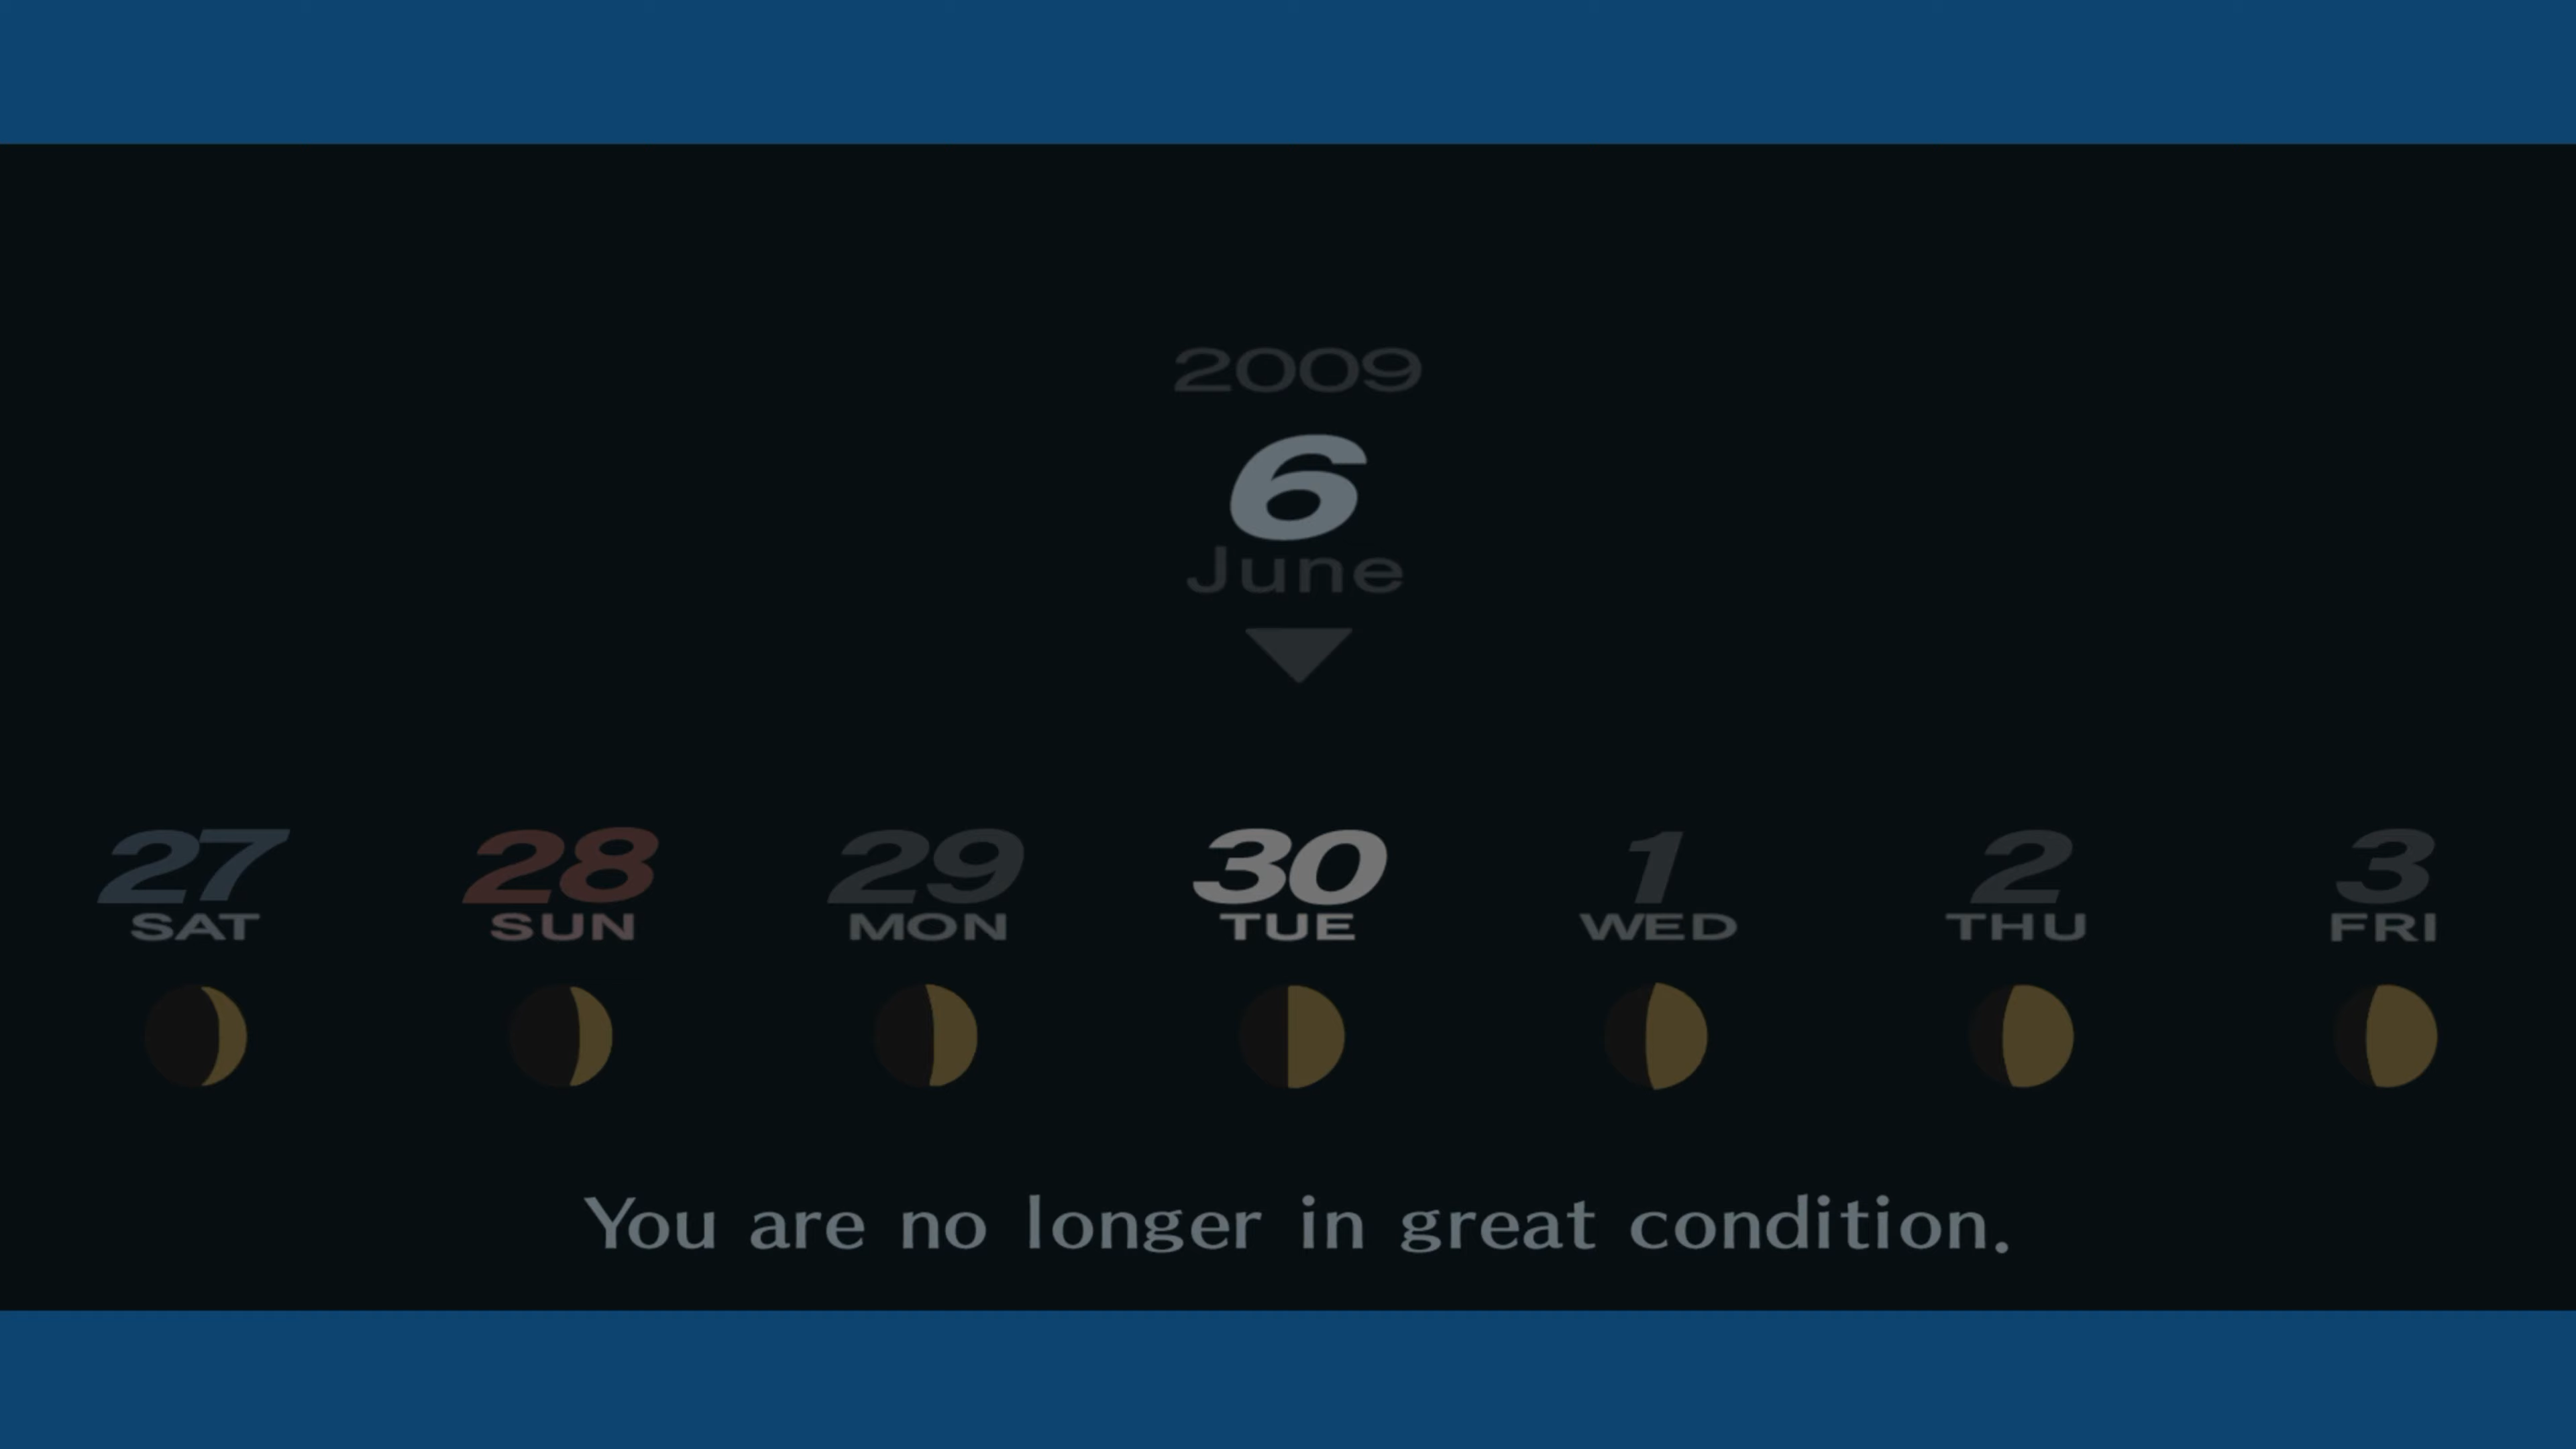 2009
6
June
27 28 29 30 1 2 3
SAT SUN MON TUE WED THU FRI
You are no longer in great condition.